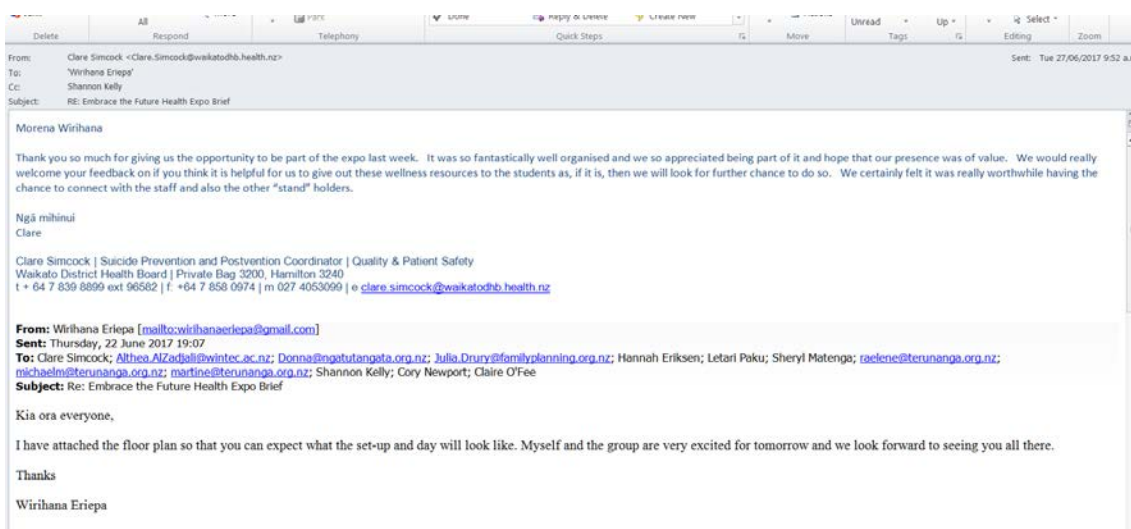 All
Done
Reply & Delete
Create New
Unread
Up
Select
Delete
Respond
Telephony
Quick Steps
Move
Tags
Editing
Zoom
From: Clare Simcock <Clare.Simcock@waikatodhb.health.nz>
Sent: Tue 27/06/2017 9:52 a.
To: 'Wirihana Eriepa'
Cc: Shannon Kelly
Subject: RE: Embrace the Future Health Expo Brief
Morena Wirihana
Thank you so much for giving us the opportunity to be part of the expo last week. It was so fantastically well organised and we so appreciated being part of it and hope that our presence was of value. We would really
welcome your feedback on if you think it is helpful for us to give out these wellness resources to the students as, if it is, then we will look for further chance to do so. We certainly felt it was really worthwhile having the
chance to connect with the staff and also the other "stand" holders.
Ngā mihinui
Clare
Clare Simcock | Suicide Prevention and Postvention Coordinator | Quality & Patient Safety
Waikato District Health Board | Private Bag 3200, Hamilton 3240
t + 64 7 839 8899 ext 96582 | f: +64 7 858 0974 | m 027 4053099 | e clare.simcock@waikatodhb.health.nz
From: Wirihana Eriepa [mailto:wirihanaeriepa@gmail.com]
Sent: Thursday, 22 June 2017 19:07
To: Clare Simcock; Althea.AlZadjali@wintec.ac.nz; Donna@ngatutangata.org.nz; Julia.Drury@familyplanning.org.nz; Hannah Eriksen; Letari Paku; Sheryl Matenga; raelene@terunanga.org.nz;
michaelm@terunanga.org.nz; martine@terunanga.org.nz; Shannon Kelly; Cory Newport; Claire O'Fee
Subject: Re: Embrace the Future Health Expo Brief
Kia ora everyone,
I have attached the floor plan so that you can expect what the set-up and day will look like. Myself and the group are very excited for tomorrow and we look forward to seeing you all there.
Thanks
Wirihana Eriepa